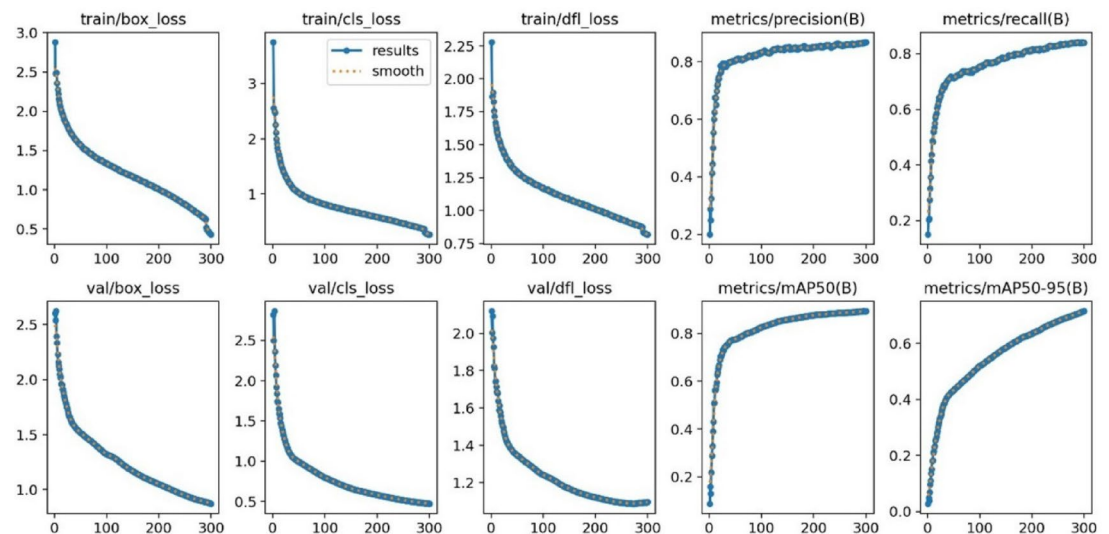 train/box_loss
train/cls_loss
train/dfl_loss
metrics/precision(B)
metrics/recall(B)
3.0
2.5
2.0
1.5
1.0
0.5
0 100 200 300
results
smooth
3
2
1
0 100 200 300
2.25
2.00
1.75
1.50
1.25
1.00
0.75
0 100 200 300
0.8
0.6
0.4
0.2
0 100 200 300
0.8
0.6
0.4
0.2
0 100 200 300
val/box_loss
val/cls_loss
val/dfl_loss
metrics/mAP50(B)
metrics/mAP50-95(B)
2.5
2.0
1.5
1.0
0 100 200 300
2.5
2.0
1.5
1.0
0.5
0 100 200 300
2.0
1.8
1.6
1.4
1.2
0 100 200 300
0.8
0.6
0.4
0.2
0 100 200 300
0.6
0.4
0.2
0.0
0 100 200 300